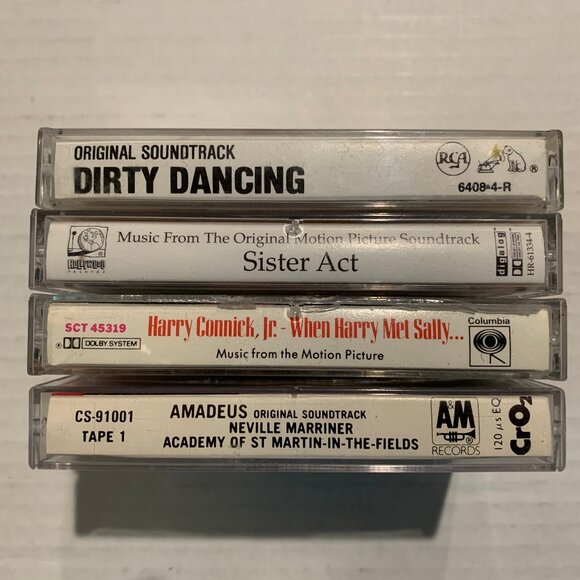 ORIGINAL SOUNDTRACK
DIRTY DANCING
RCA
®
6408-4-R
HOLLYWOOD
RECORDS
Music From The Original Motion Picture Soundtrack
Sister Act
digalog
HR-61334-4
SCT 45319
DOLBY SYSTEM
Harry Connick, Jr. - When Harry Met Sally...
Music from the Motion Picture
Columbia
CS-91001
TAPE 1
AMADEUS ORIGINAL SOUNDTRACK
NEVILLE MARRINER
ACADEMY OF ST MARTIN-IN-THE-FIELDS
A&M
RECORDS
120 µs EQ
CrO2